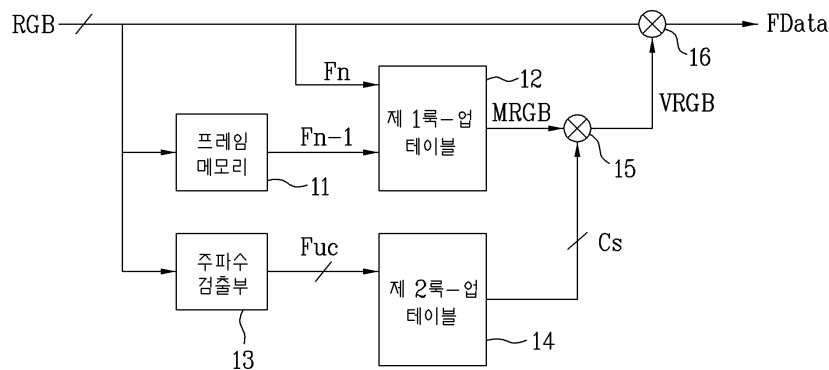 RGB
FData
16
Fn
12
제 1룩-업
테이블
MRGB
VRGB
15
프레임
메모리
Fn-1
11
주파수
검출부
Fuc
13
제 2룩-업
테이블
Cs
14